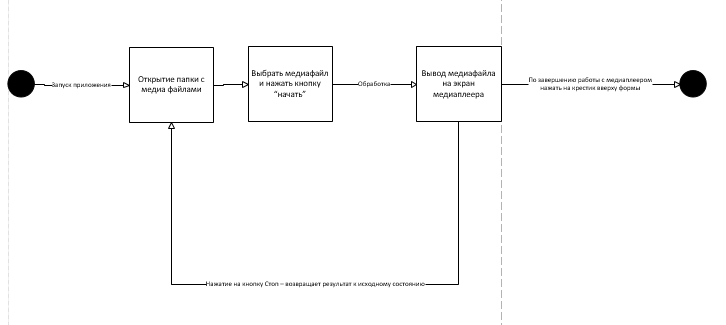 Запуск приложения
Открытие папки с
медиа файлами
Выбрать медиафайл
и нажать кнопку
"начать"
Обработка
Вывод медиафайла
на экран
медиаплеера
По завершению работы с медиаплеером
нажать на крестик вверху формы
Нажатие на кнопку Стоп – возвращает результат к исходному состоянию